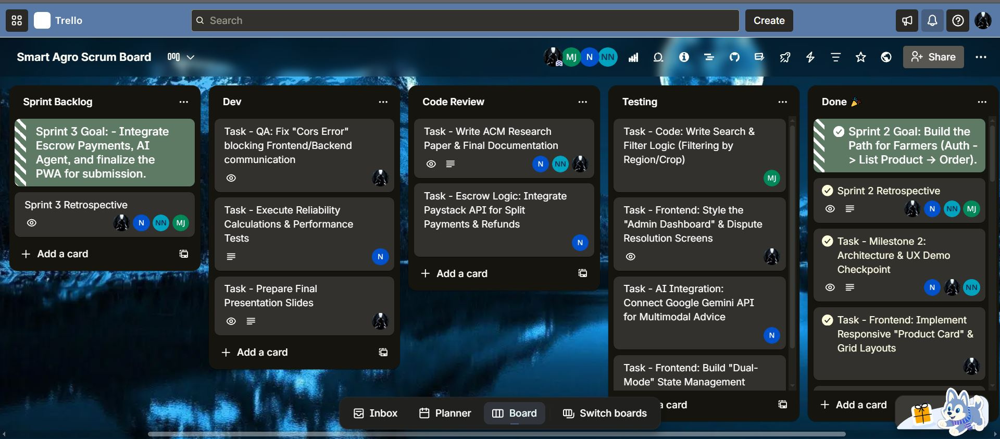 Trello
Search
Create
Smart Agro Scrum Board
MJ
N
NN
Share
Sprint Backlog
Sprint 3 Goal: - Integrate
Escrow Payments, AI
Agent, and finalize the
PWA for submission.
Sprint 3 Retrospective
N
NN
MJ
Add a card
Dev
Task - QA: Fix "Cors Error"
blocking Frontend/Backend
communication
Task - Execute Reliability
Calculations & Performance
Tests
N
Task - Prepare Final
Presentation Slides
Add a card
Code Review
Task - Write ACM Research
Paper & Final Documentation
N
NN
Task - Escrow Logic: Integrate
Paystack API for Split
Payments & Refunds
N
Add a card
Testing
Task - Code: Write Search &
Filter Logic (Filtering by
Region/Crop)
MJ
Task - Frontend: Style the
"Admin Dashboard" & Dispute
Resolution Screens
Task - AI Integration:
Connect Google Gemini API
for Multimodal Advice
N
Task - Frontend: Build "Dual-
Mode" State Management
a card
Done 🎉
Sprint 2 Goal: Build the
Path for Farmers (Auth -
> List Product → Order).
Sprint 2 Retrospective
N
NN
MJ
Task - Milestone 2:
Architecture & UX Demo
Checkpoint
N
NN
Task - Frontend: Implement
Responsive "Product Card" &
Grid Layouts
Add a card
Inbox
Planner
Board
Switch boards